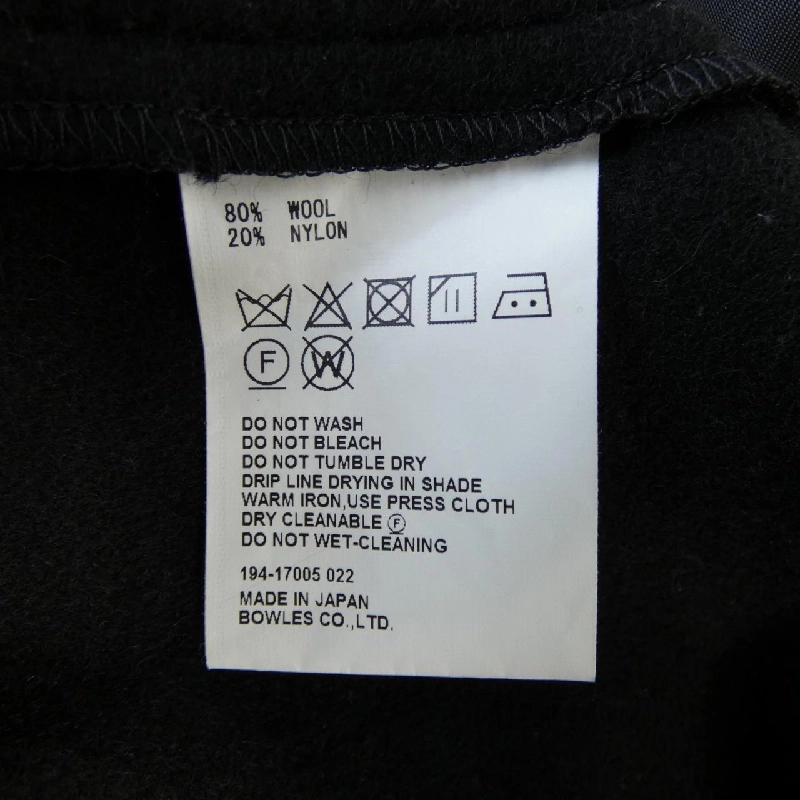 80% WOOL
20% NYLON
F W
DO NOT WASH
DO NOT BLEACH
DO NOT TUMBLE DRY
DRIP LINE DRYING IN SHADE
WARM IRON,USE PRESS CLOTH
DRY CLEANABLE Ⓕ
DO NOT WET-CLEANING
194-17005 022
MADE IN JAPAN
BOWLES CO.,LTD.